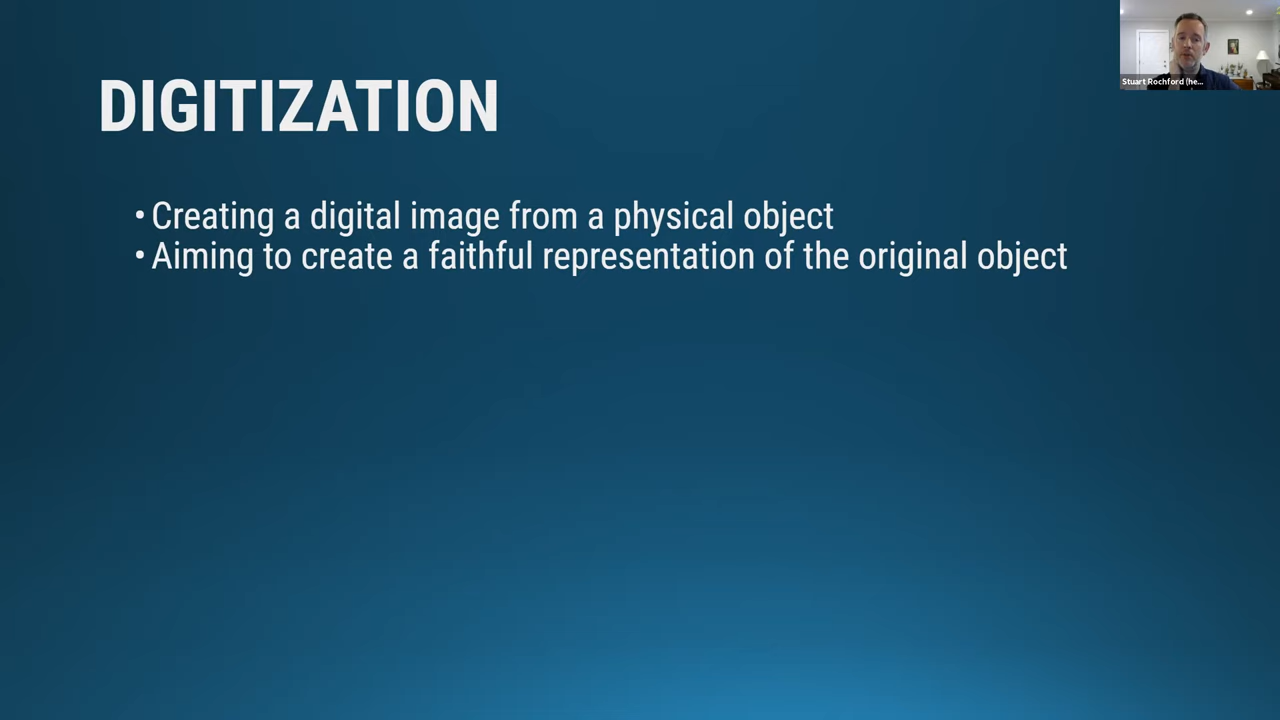 DIGITIZATION
• Creating a digital image from a physical object
• Aiming to create a faithful representation of the original object
Stuart Rochford (he...